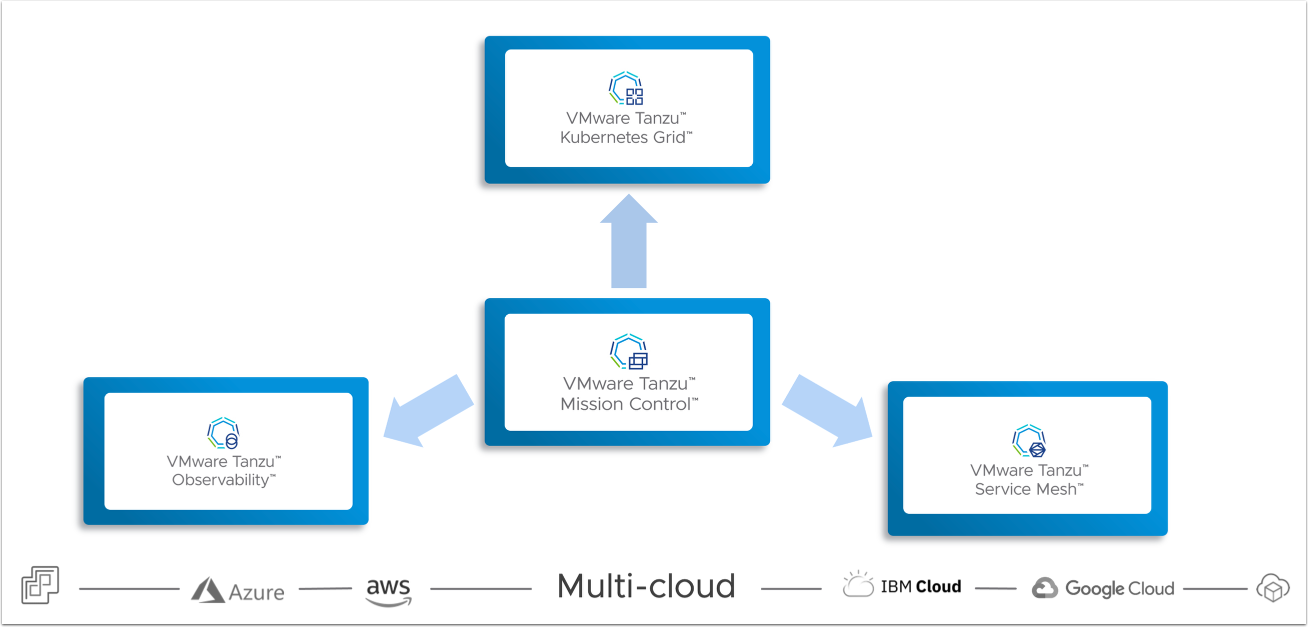 VMware Tanzu™
Kubernetes Grid™
VMware Tanzu™
Mission Control™
VMware Tanzu™
Observability™
VMware Tanzu™
Service Mesh™
Azure
aws
Multi-cloud
IBM Cloud
Google Cloud